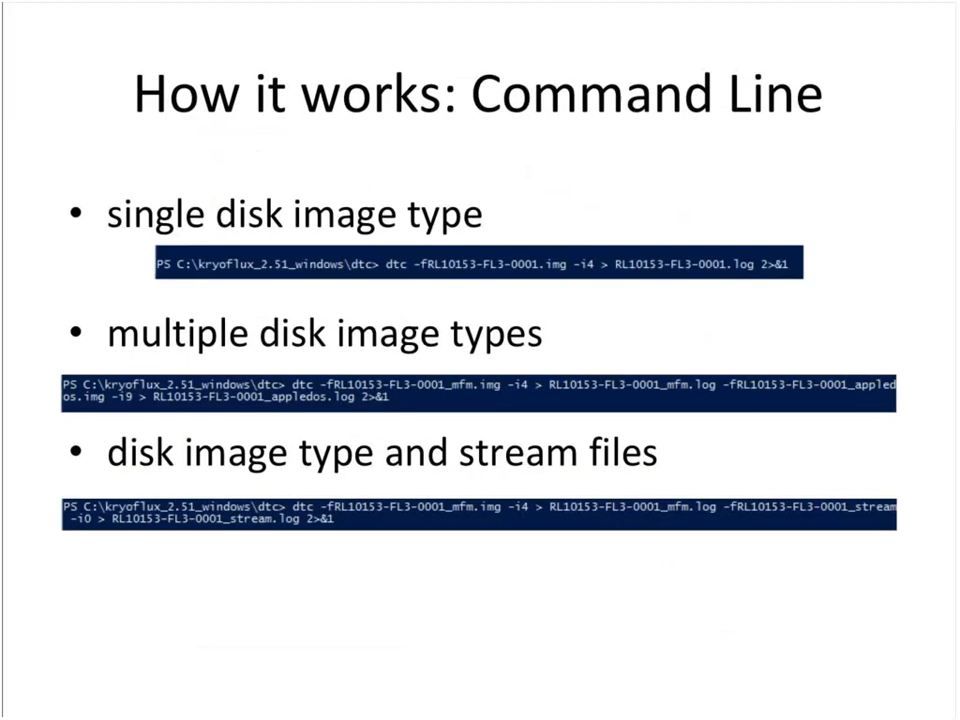 How it works: Command Line
• single disk image type
PS C:\kryoflux_2.51_windows\dtc> dtc -fRL10153-FL3-0001.img -i4 > RL10153-FL3-0001.log 2>&1
• multiple disk image types
PS C:\kryoflux_2.51_windows\dtc> dtc -fRL10153-FL3-0001_mfm.img -i4 > RL10153-FL3-0001_mfm.log -fRL10153-FL3-0001_appled
os.img -i9 > RL10153-FL3-0001_appledos.log 2>&1
• disk image type and stream files
PS C:\kryoflux_2.51_windows\dtc> dtc -fRL10153-FL3-0001_mfm.img -i4 > RL10153-FL3-0001_mfm.log -fRL10153-FL3-0001_stream
-i0 > RL10153-FL3-0001_stream.log 2>&1